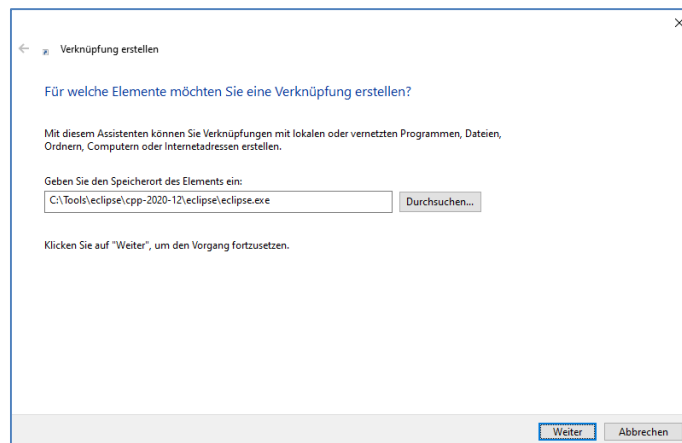 Verknüpfung erstellen
Für welche Elemente möchten Sie eine Verknüpfung erstellen?
Mit diesem Assistenten können Sie Verknüpfungen mit lokalen oder vernetzten Programmen, Dateien,
Ordnern, Computern oder Internetadressen erstellen.
Geben Sie den Speicherort des Elements ein:
C:\Tools\eclipse\cpp-2020-12\eclipse\eclipse.exe
Durchsuchen...
Klicken Sie auf "Weiter", um den Vorgang fortzusetzen.
Weiter
Abbrechen